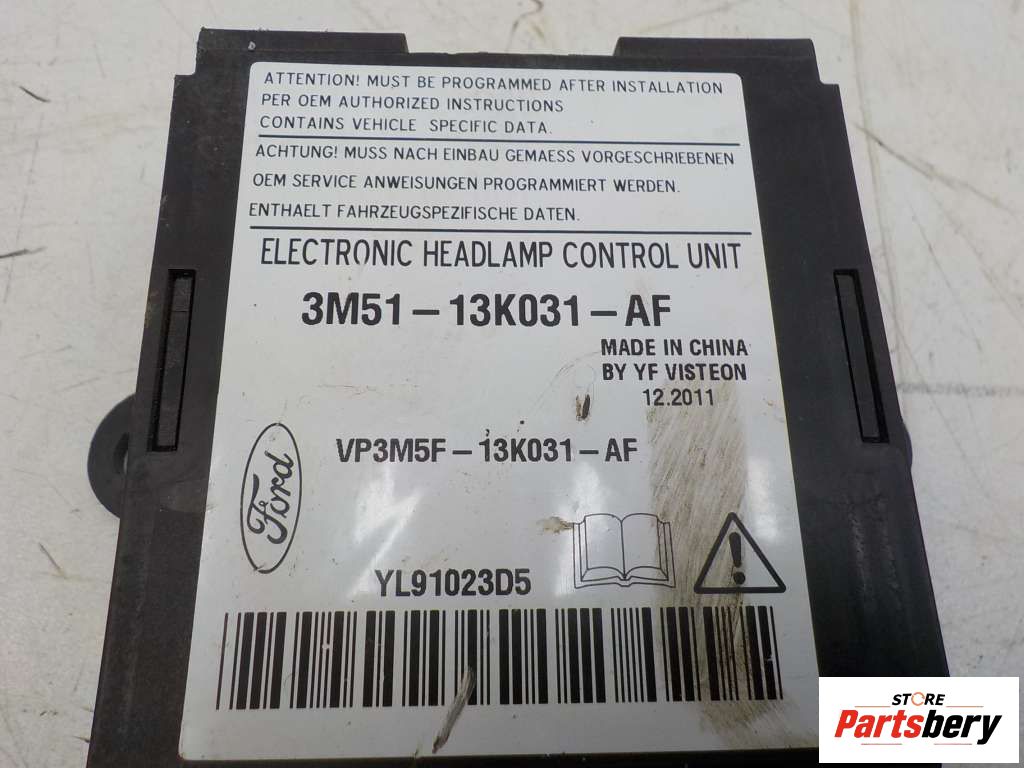 ATTENTION! MUST BE PROGRAMMED AFTER INSTALLATION
PER OEM AUTHORIZED INSTRUCTIONS
CONTAINS VEHICLE SPECIFIC DATA.
ACHTUNG! MUSS NACH EINBAU GEMAESS VORGESCHRIEBENEN
OEM SERVICE ANWEISUNGEN PROGRAMMIERT WERDEN.
ENTHAELT FAHRZEUGSPEZIFISCHE DATEN.
ELECTRONIC HEADLAMP CONTROL UNIT
3M51-13K031-AF
MADE IN CHINA
BY YF VISTEON
12.2011
VP3M5F-13K031-AF
Ford
YL91023D5
STORE
Partsbery